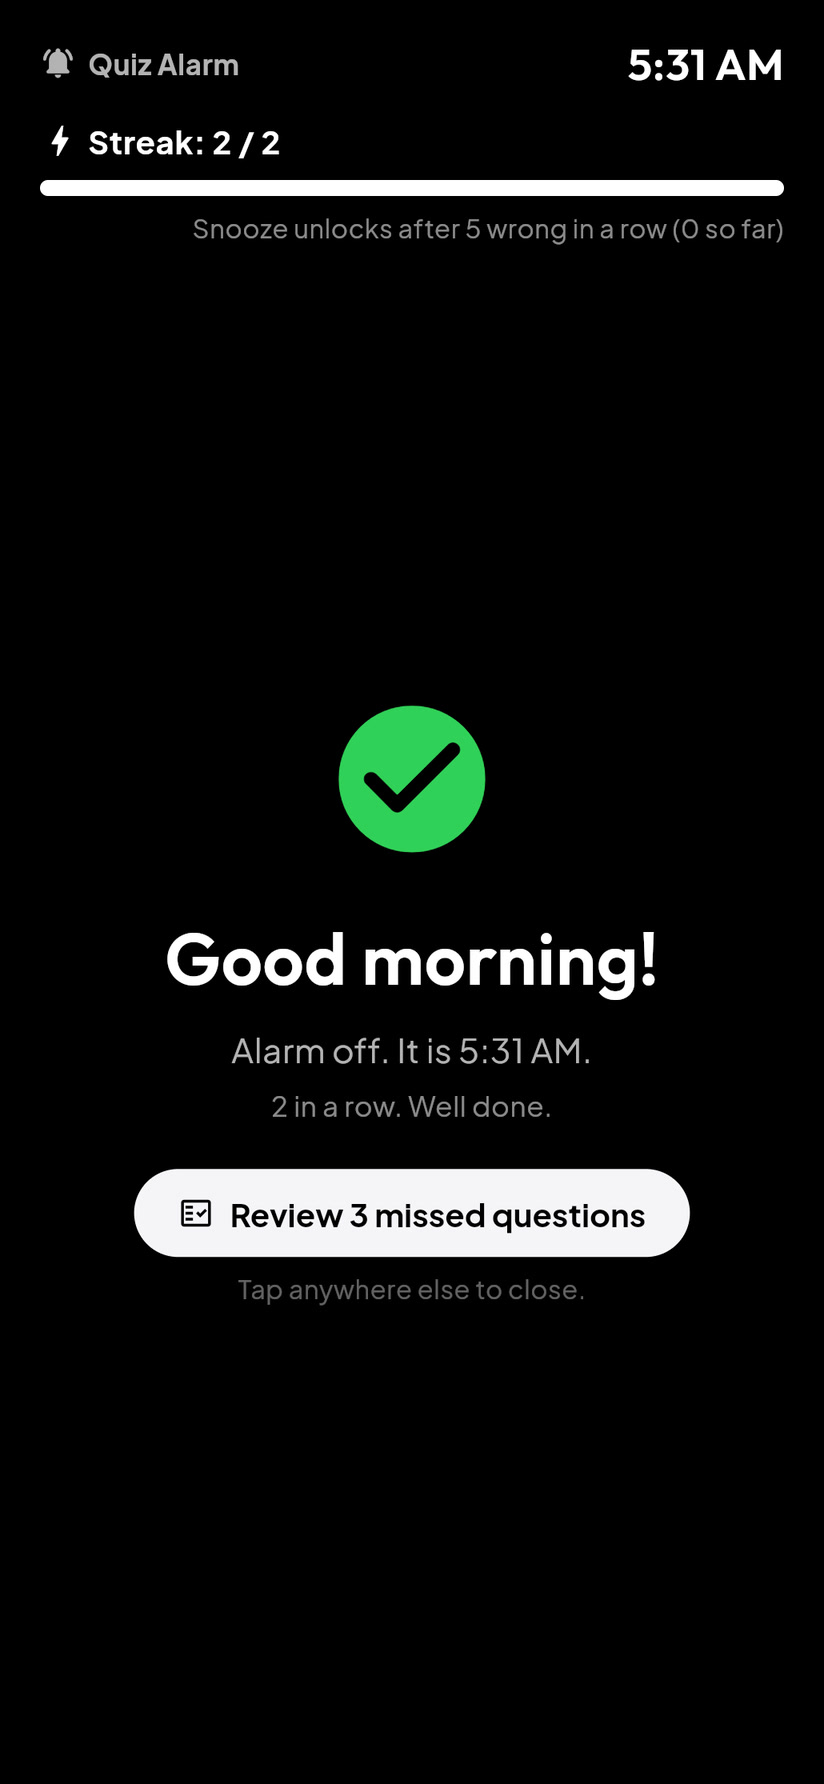 Quiz Alarm
5:31 AM
Streak: 2 / 2
Snooze unlocks after 5 wrong in a row (0 so far)
Good morning!
Alarm off. It is 5:31 AM.
2 in a row. Well done.
Review 3 missed questions
Tap anywhere else to close.